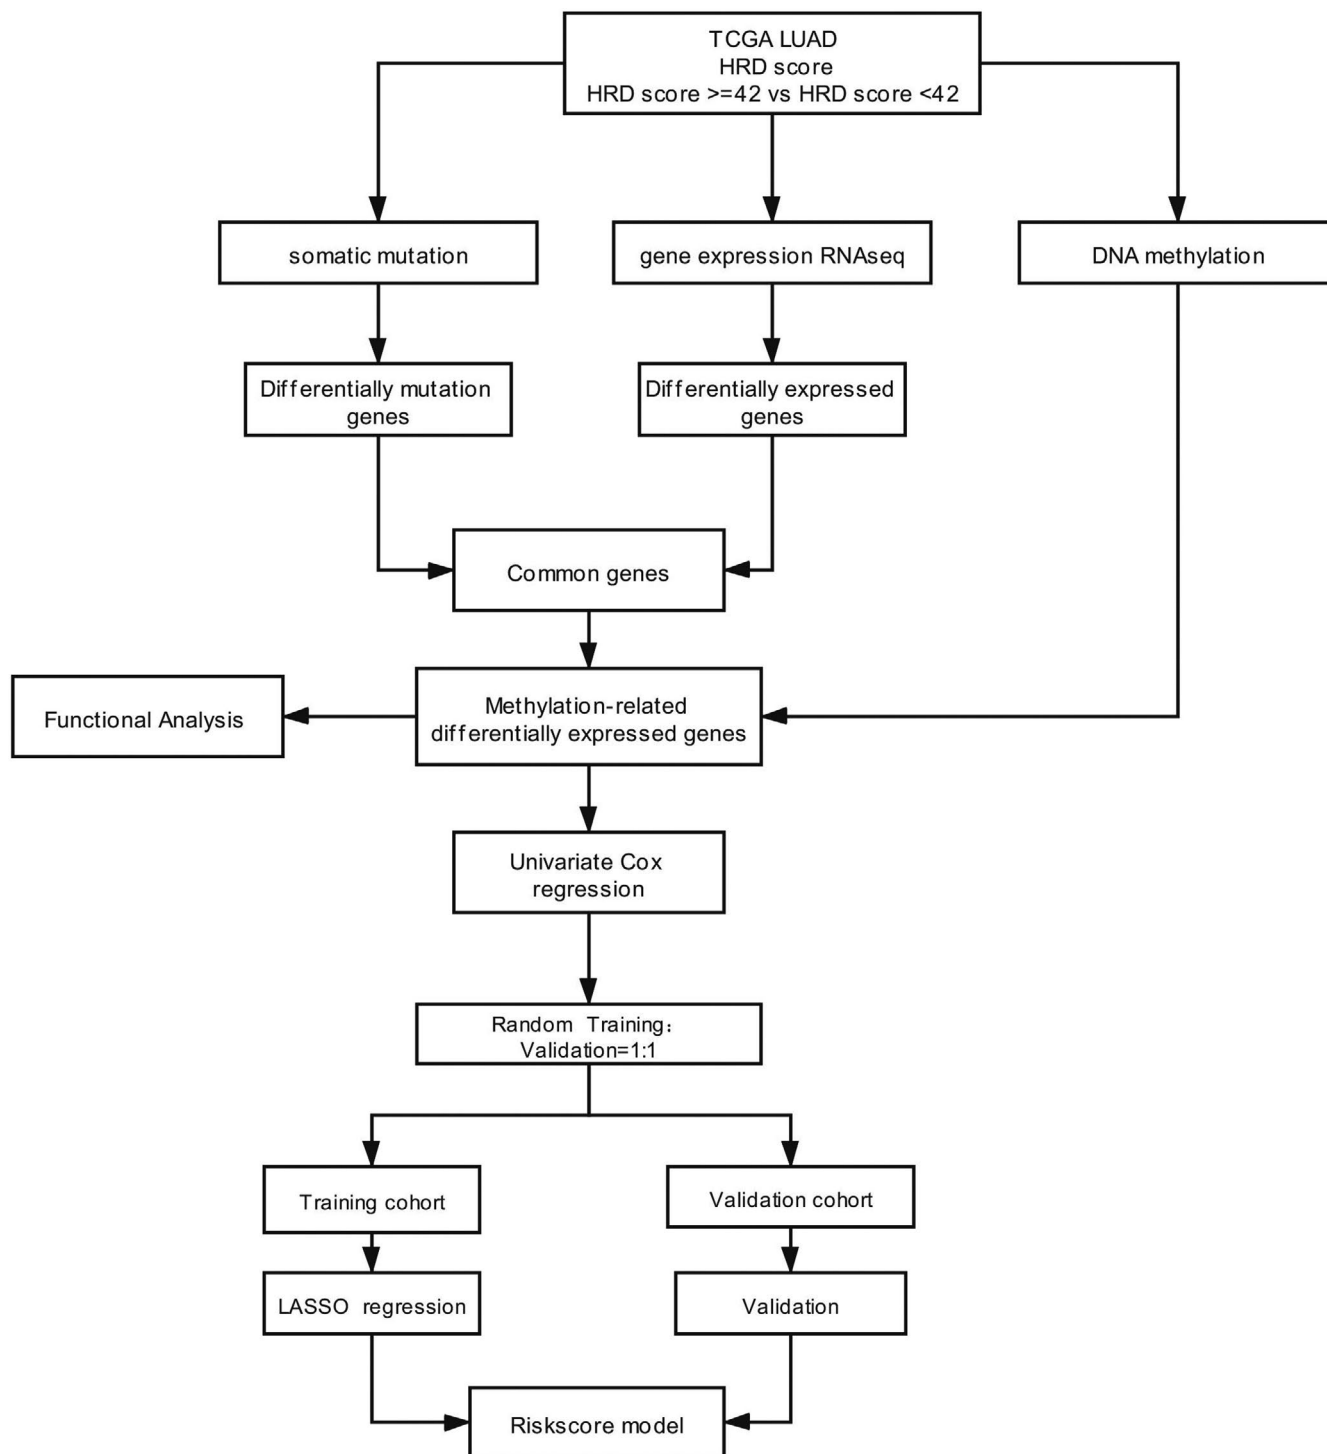 TCGA LUAD
HRD score
HRD score >=42 vs HRD score <42
somatic mutation
gene expression RNAseq
DNA methylation
Differentially mutation
genes
Differentially expressed
genes
Common genes
Functional Analysis
Methylation-related
differentially expressed genes
Univariate Cox
regression
Random Training:
Validation=1:1
Training cohort
Validation cohort
LASSO regression
Validation
Riskscore model